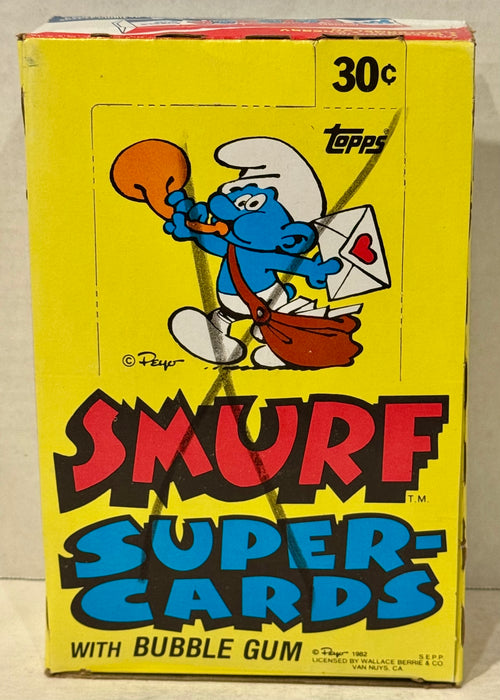 30¢
topps
© Peyo
SMURF
T.M.
SUPER-
CARDS
WITH BUBBLE GUM
© Peyo 1982
S.E.P.P.
LICENSED BY WALLACE BERRIE & CO
VAN NUYS, CA